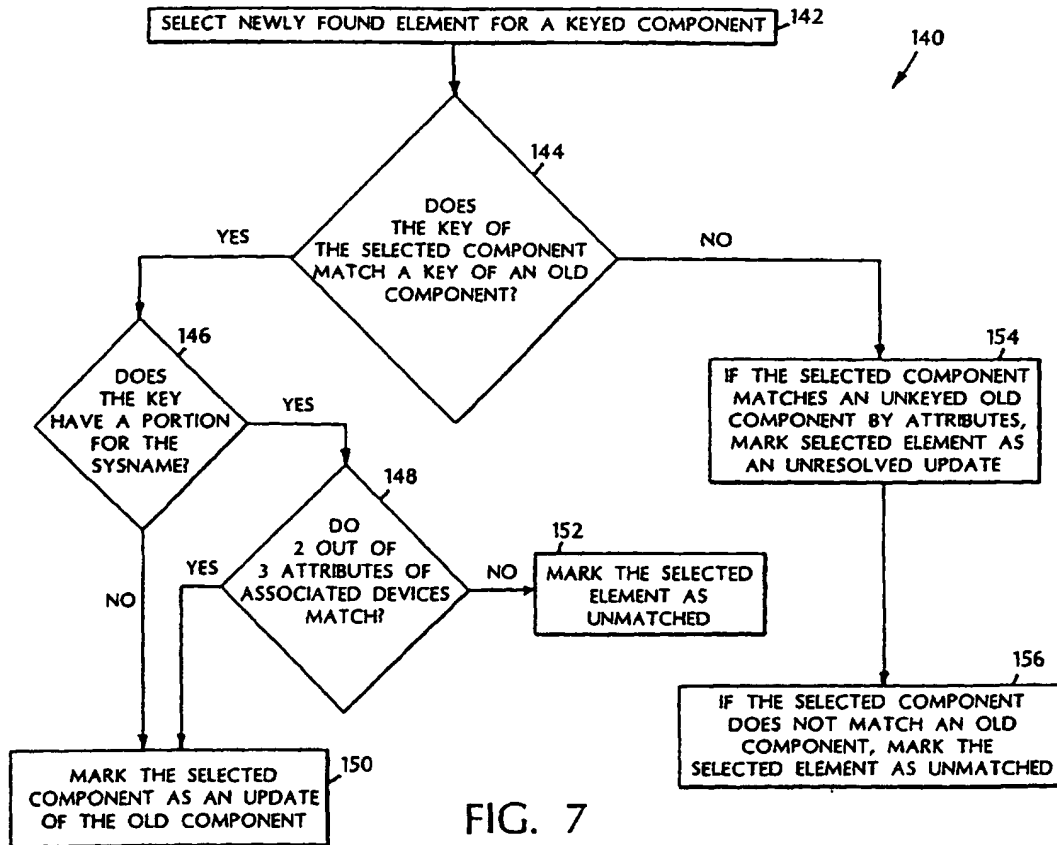 SELECT NEWLY FOUND ELEMENT FOR A KEYED COMPONENT
142
140
144
DOES
THE KEY OF
THE SELECTED COMPONENT
MATCH A KEY OF AN OLD
COMPONENT?
YES
NO
146
DOES
THE KEY
HAVE A PORTION
FOR THE
SYSNAME?
YES
NO
148
DO
2 OUT OF
3 ATTRIBUTES OF
ASSOCIATED DEVICES
MATCH?
YES
NO
152
MARK THE SELECTED
ELEMENT AS
UNMATCHED
154
IF THE SELECTED COMPONENT
MATCHES AN UNKEYED OLD
COMPONENT BY ATTRIBUTES,
MARK SELECTED ELEMENT AS
AN UNRESOLVED UPDATE
156
IF THE SELECTED COMPONENT
DOES NOT MATCH AN OLD
COMPONENT, MARK THE
SELECTED ELEMENT AS UNMATCHED
150
MARK THE SELECTED
COMPONENT AS AN UPDATE
OF THE OLD COMPONENT
FIG. 7